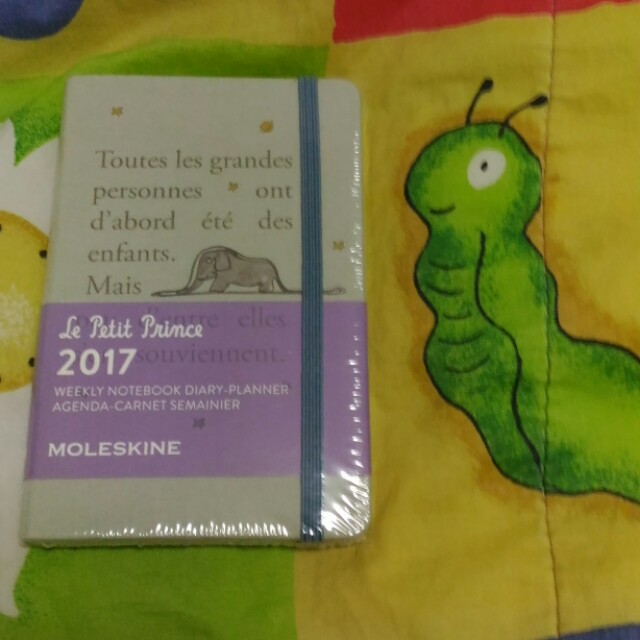 Toutes les grandes
personnes ont
d'abord été des
enfants.
Mais
d'entre elles
souviennent.
Le Petit Prince
2017
WEEKLY NOTEBOOK DIARY-PLANNER
AGENDA-CARNET SEMAINIER
MOLESKINE